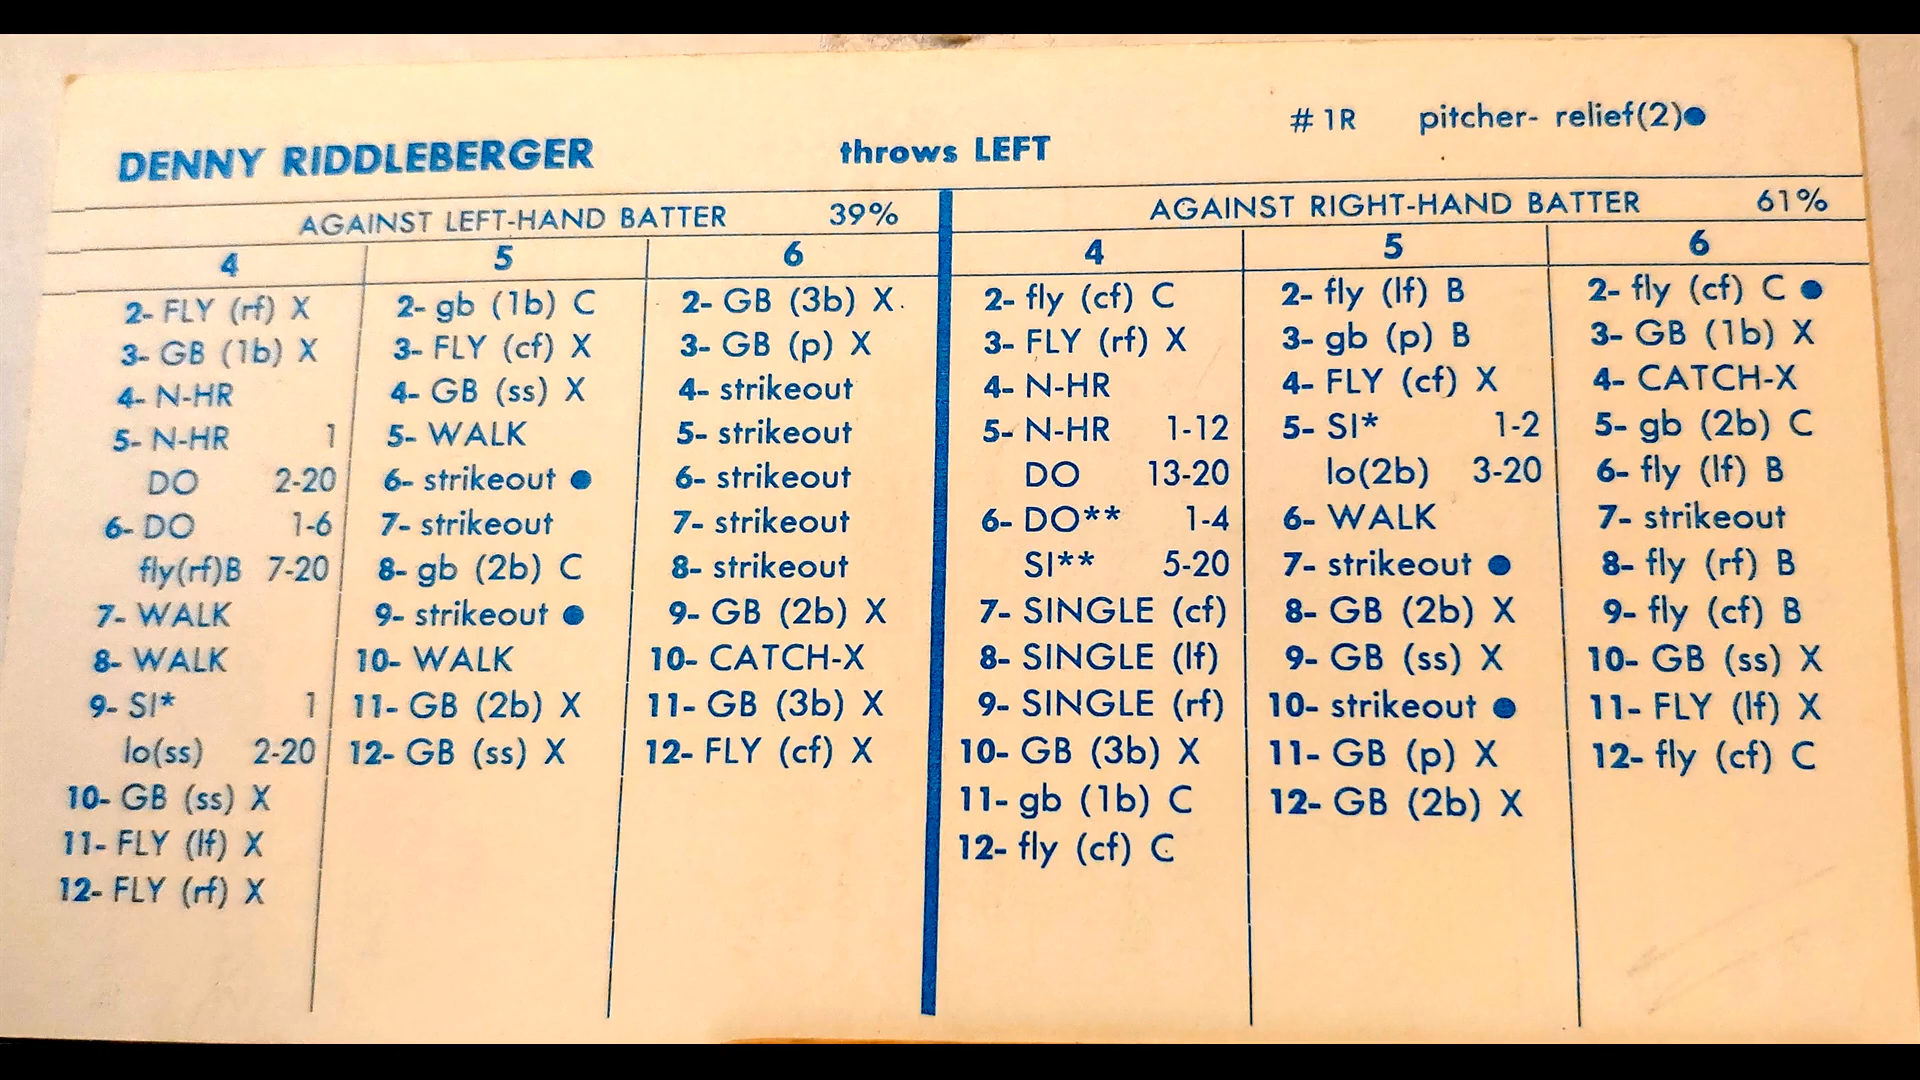 # 1R pitcher- relief(2)●
DENNY RIDDLEBERGER throws LEFT
AGAINST LEFT-HAND BATTER 39%
4
2- FLY (rf) X
3- GB (1b) X
4- N-HR
5- N-HR 1
DO 2-20
6- DO 1-6
fly(rf)B 7-20
7- WALK
8- WALK
9- SI* 1
lo(ss) 2-20
10- GB (ss) X
11- FLY (lf) X
12- FLY (rf) X
5
2- gb (1b) C
3- FLY (cf) X
4- GB (ss) X
5- WALK
6- strikeout ●
7- strikeout
8- gb (2b) C
9- strikeout ●
10- WALK
11- GB (2b) X
12- GB (ss) X
6
2- GB (3b) X
3- GB (p) X
4- strikeout
5- strikeout
6- strikeout
7- strikeout
8- strikeout
9- GB (2b) X
10- CATCH-X
11- GB (3b) X
12- FLY (cf) X
AGAINST RIGHT-HAND BATTER 61%
4
2- fly (cf) C
3- FLY (rf) X
4- N-HR
5- N-HR 1-12
DO 13-20
6- DO** 1-4
SI** 5-20
7- SINGLE (cf)
8- SINGLE (lf)
9- SINGLE (rf)
10- GB (3b) X
11- gb (1b) C
12- fly (cf) C
5
2- fly (lf) B
3- gb (p) B
4- FLY (cf) X
5- SI* 1-2
lo(2b) 3-20
6- WALK
7- strikeout ●
8- GB (2b) X
9- GB (ss) X
10- strikeout ●
11- GB (p) X
12- GB (2b) X
6
2- fly (cf) C ●
3- GB (1b) X
4- CATCH-X
5- gb (2b) C
6- fly (lf) B
7- strikeout
8- fly (rf) B
9- fly (cf) B
10- GB (ss) X
11- FLY (lf) X
12- fly (cf) C